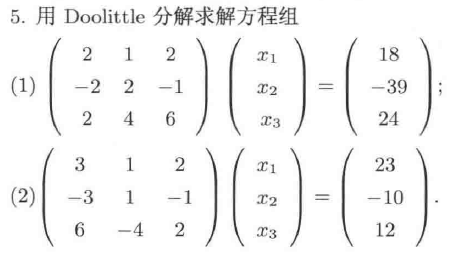 5. 用 Doolittle 分解求解方程组
(1) ( 2 1 2 ; -2 2 -1 ; 2 4 6 ) ( x1 ; x2 ; x3 ) = ( 18 ; -39 ; 24 );
(2) ( 3 1 2 ; -3 1 -1 ; 6 -4 2 ) ( x1 ; x2 ; x3 ) = ( 23 ; -10 ; 12 ).